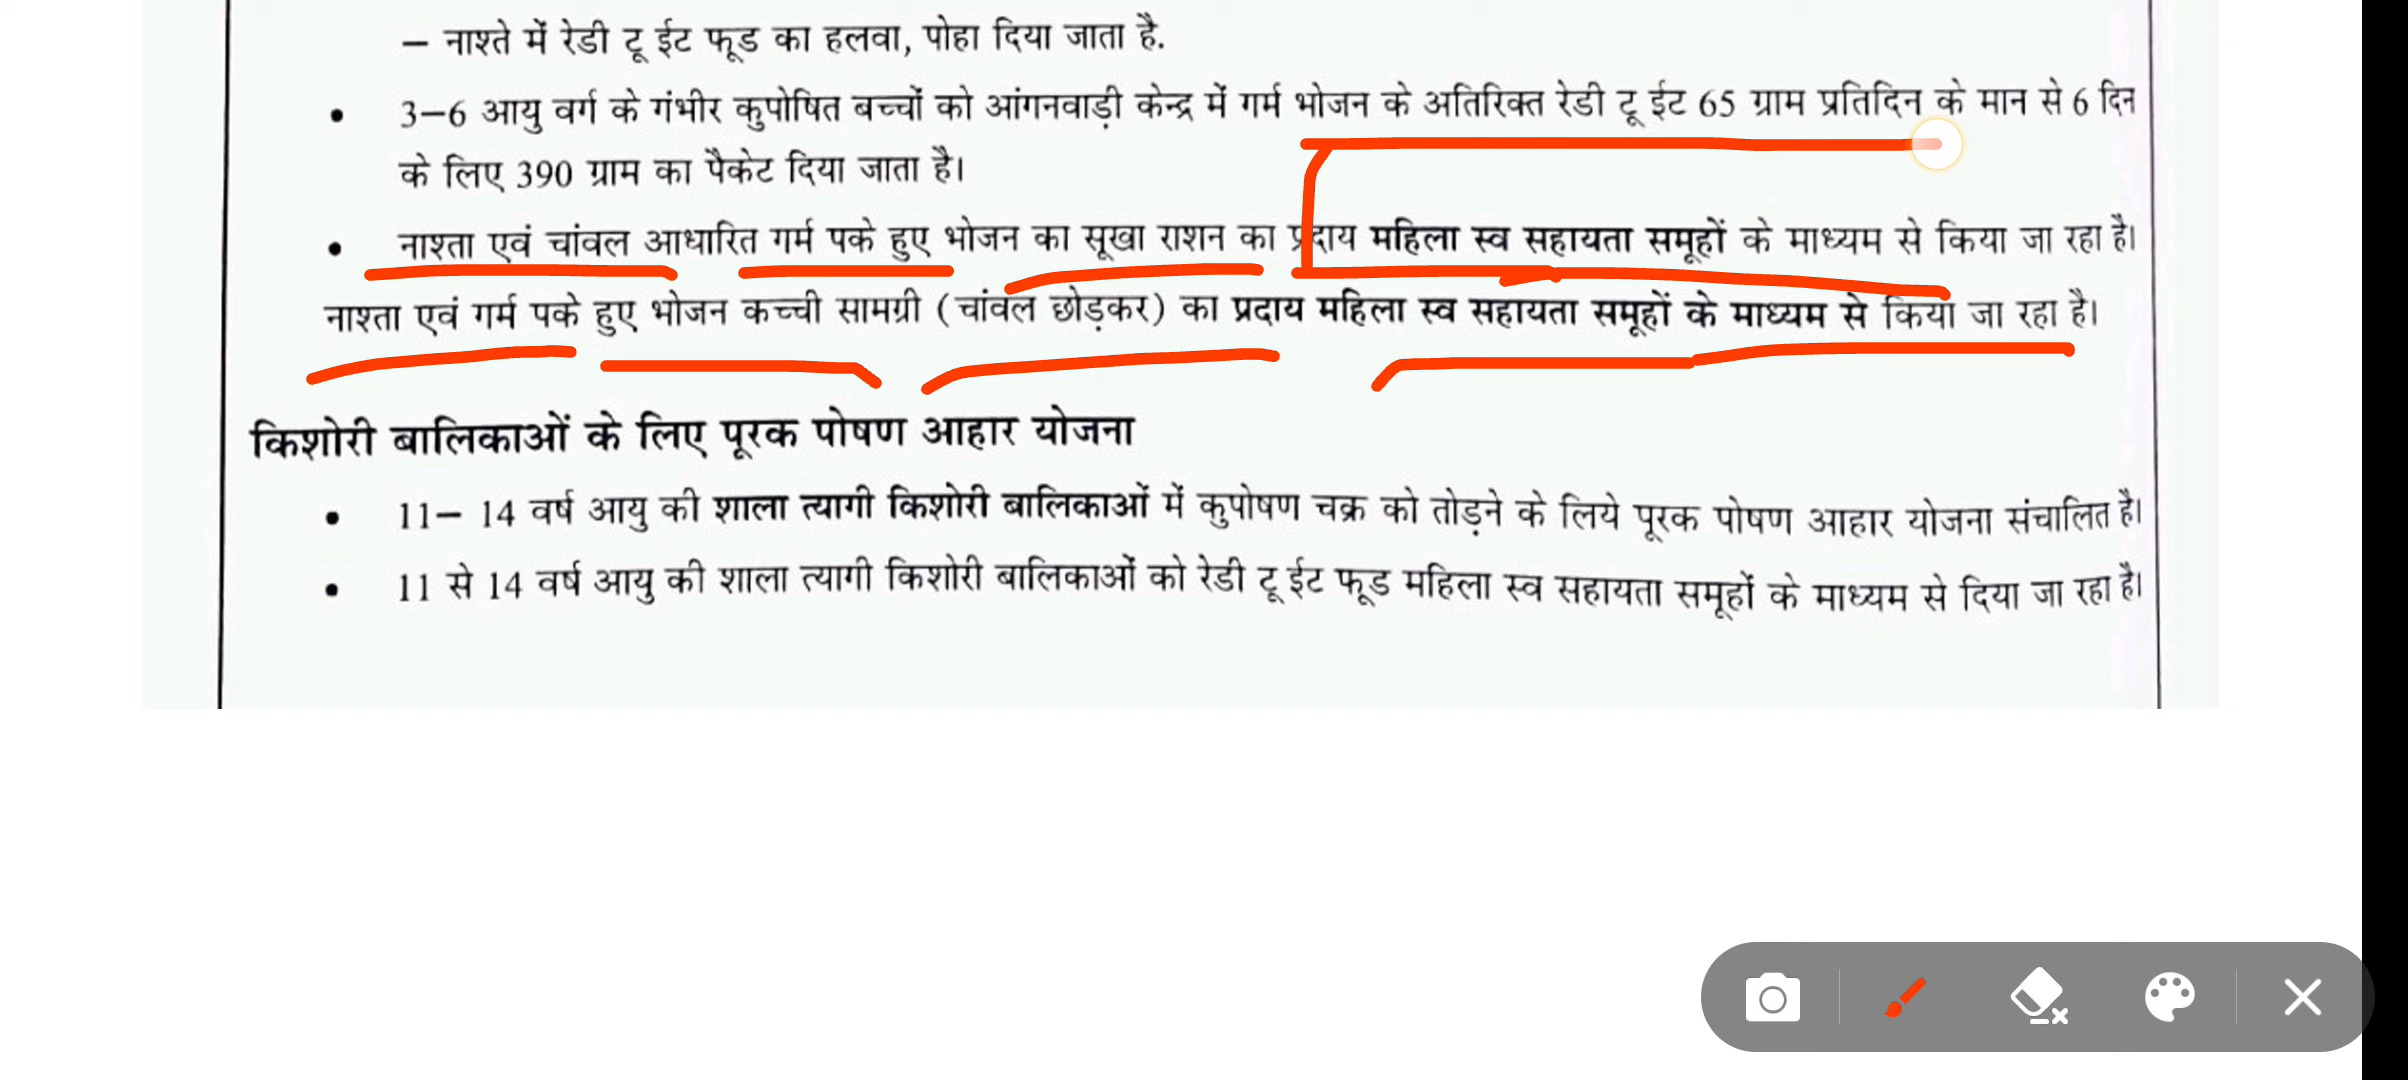 – नाश्ते में रेडी टू ईट फूड का हलवा, पोहा दिया जाता है.
• 3–6 आयु वर्ग के गंभीर कुपोषित बच्चों को आंगनवाड़ी केन्द्र में गर्म भोजन के अतिरिक्त रेडी टू ईट 65 ग्राम प्रतिदिन के मान से 6 दिन
के लिए 390 ग्राम का पैकेट दिया जाता है।
• नाश्ता एवं चांवल आधारित गर्म पके हुए भोजन का सूखा राशन का प्रदाय महिला स्व सहायता समूहों के माध्यम से किया जा रहा है।
नाश्ता एवं गर्म पके हुए भोजन कच्ची सामग्री (चांवल छोड़कर) का प्रदाय महिला स्व सहायता समूहों के माध्यम से किया जा रहा है।
किशोरी बालिकाओं के लिए पूरक पोषण आहार योजना
• 11– 14 वर्ष आयु की शाला त्यागी किशोरी बालिकाओं में कुपोषण चक्र को तोड़ने के लिये पूरक पोषण आहार योजना संचालित है।
• 11 से 14 वर्ष आयु की शाला त्यागी किशोरी बालिकाओं को रेडी टू ईट फूड महिला स्व सहायता समूहों के माध्यम से दिया जा रहा है।